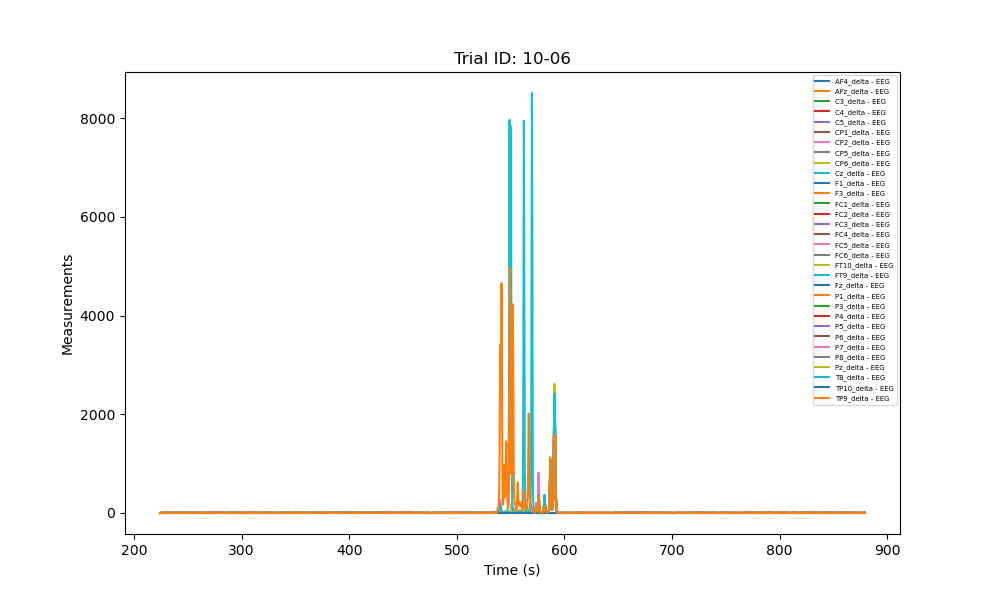 Trial ID: 10-06
Measurements
8000
6000
4000
2000
0
200
300
400
500
600
700
800
900
Time (s)
AF4_delta - EEG
AFz_delta - EEG
C3_delta - EEG
C4_delta - EEG
C5_delta - EEG
CP1_delta - EEG
CP2_delta - EEG
CP5_delta - EEG
CP6_delta - EEG
Cz_delta - EEG
F1_delta - EEG
F3_delta - EEG
FC1_delta - EEG
FC2_delta - EEG
FC3_delta - EEG
FC4_delta - EEG
FC5_delta - EEG
FC6_delta - EEG
FT10_delta - EEG
FT9_delta - EEG
Fz_delta - EEG
P1_delta - EEG
P3_delta - EEG
P4_delta - EEG
P5_delta - EEG
P6_delta - EEG
P7_delta - EEG
P8_delta - EEG
Pz_delta - EEG
T8_delta - EEG
TP10_delta - EEG
TP9_delta - EEG